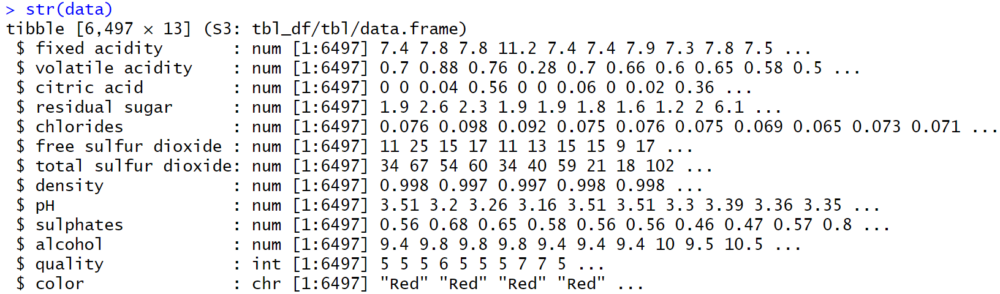 > str(data)
tibble [6,497 × 13] (S3: tbl_df/tbl/data.frame)
 $ fixed acidity       : num [1:6497] 7.4 7.8 7.8 11.2 7.4 7.4 7.9 7.3 7.8 7.5 ...
 $ volatile acidity    : num [1:6497] 0.7 0.88 0.76 0.28 0.7 0.66 0.6 0.65 0.58 0.5 ...
 $ citric acid         : num [1:6497] 0 0 0.04 0.56 0 0 0.06 0 0.02 0.36 ...
 $ residual sugar      : num [1:6497] 1.9 2.6 2.3 1.9 1.9 1.8 1.6 1.2 2 6.1 ...
 $ chlorides           : num [1:6497] 0.076 0.098 0.092 0.075 0.076 0.075 0.069 0.065 0.073 0.071 ...
 $ free sulfur dioxide : num [1:6497] 11 25 15 17 11 13 15 15 9 17 ...
 $ total sulfur dioxide: num [1:6497] 34 67 54 60 34 40 59 21 18 102 ...
 $ density             : num [1:6497] 0.998 0.997 0.997 0.998 0.998 ...
 $ pH                  : num [1:6497] 3.51 3.2 3.26 3.16 3.51 3.51 3.3 3.39 3.36 3.35 ...
 $ sulphates           : num [1:6497] 0.56 0.68 0.65 0.58 0.56 0.56 0.46 0.47 0.57 0.8 ...
 $ alcohol             : num [1:6497] 9.4 9.8 9.8 9.8 9.4 9.4 9.4 10 9.5 10.5 ...
 $ quality             : int [1:6497] 5 5 5 6 5 5 5 7 7 5 ...
 $ color               : chr [1:6497] "Red" "Red" "Red" "Red" ...